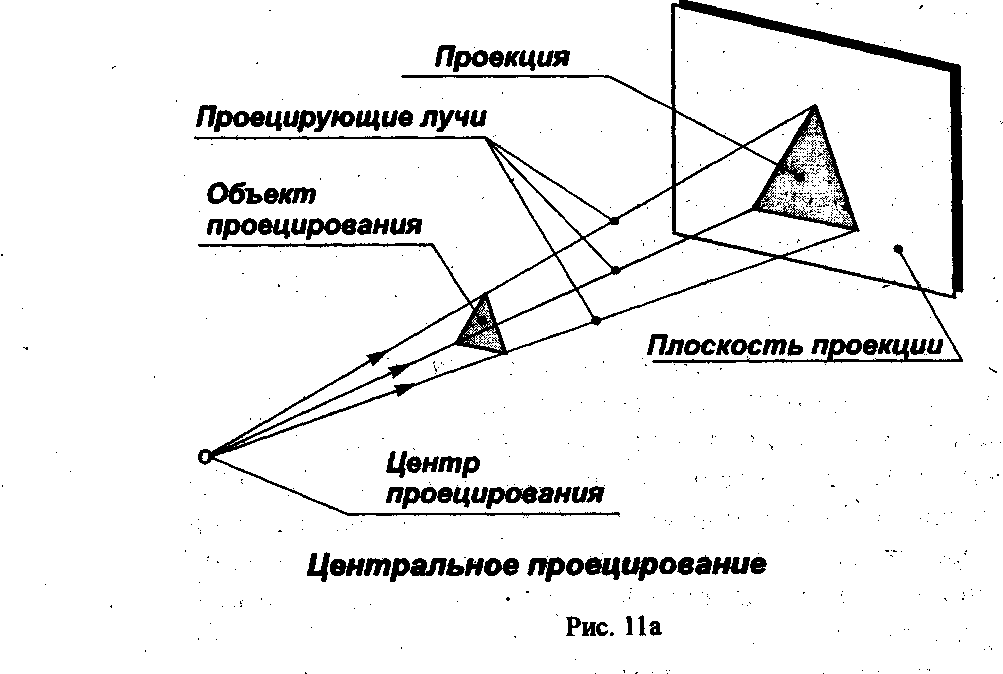 Проекция
Проецирующие лучи
Объект
проецирования
Плоскость проекции
Центр
проецирования
Центральное проецирование
Рис. 11а